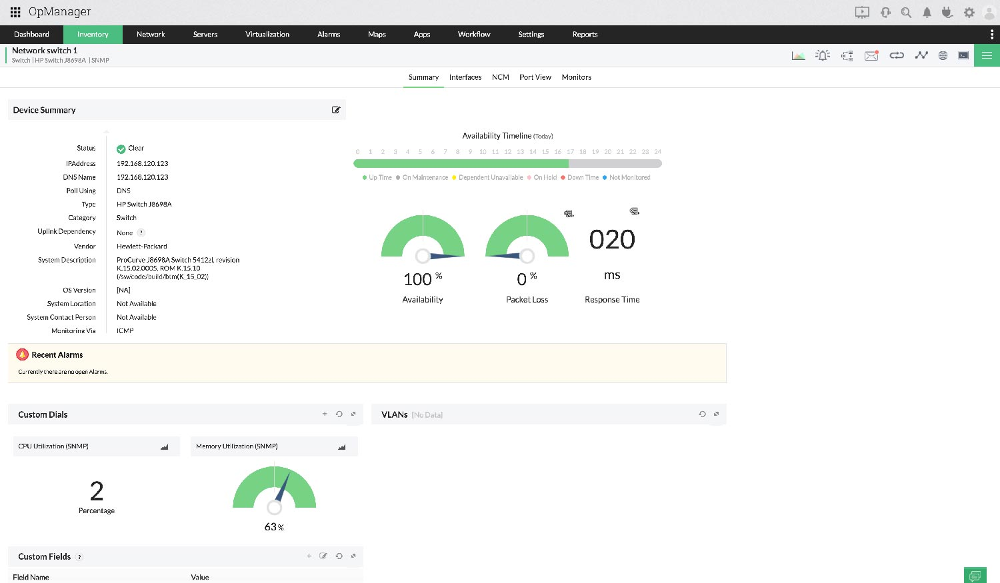 OpManager
Dashboard Inventory Network Servers Virtualization Alarms Maps Apps Workflow Settings Reports
Network switch 1
Switch | HP Switch J8698A | SNMP
Summary Interfaces NCM Port View Monitors
Device Summary
Status Clear
IPAddress 192.168.120.123
DNS Name 192.168.120.123
Poll Using DNS
Type HP Switch J8698A
Category Switch
Uplink Dependency None ?
Vendor Hewlett-Packard
System Description ProCurve J8698A Switch 5412zl, revision
K.15.02.0005, ROM K.15.10
(/sw/code/build/btm(K_15_02))
OS Version [NA]
System Location Not Available
System Contact Person Not Available
Monitoring Via ICMP
Availability Timeline (Today)
0 1 2 3 4 5 6 7 8 9 10 11 12 13 14 15 16 17 18 19 20 21 22 23 24
Up Time On Maintenance Dependent Unavailable On Hold Down Time Not Monitored
100 %
Availability
0 %
Packet Loss
020
ms
Response Time
Recent Alarms
Currently there are no open Alarms.
Custom Dials
CPU Utilization (SNMP)
2
Percentage
Memory Utilization (SNMP)
63 %
VLANs [No Data]
Custom Fields ?
Field Name Value